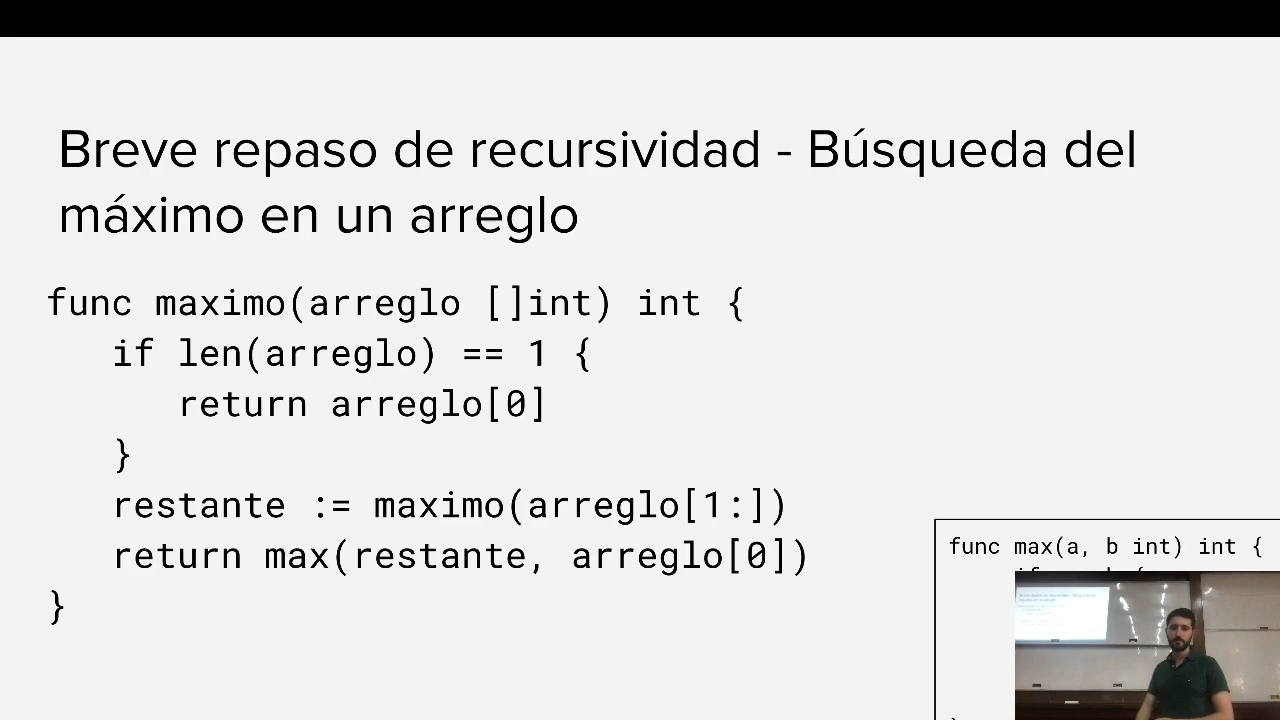 Breve repaso de recursividad - Búsqueda del
máximo en un arreglo
func maximo(arreglo []int) int {
if len(arreglo) == 1 {
return arreglo[0]
}
restante := maximo(arreglo[1:])
return max(restante, arreglo[0])
}
func max(a, b int) int {